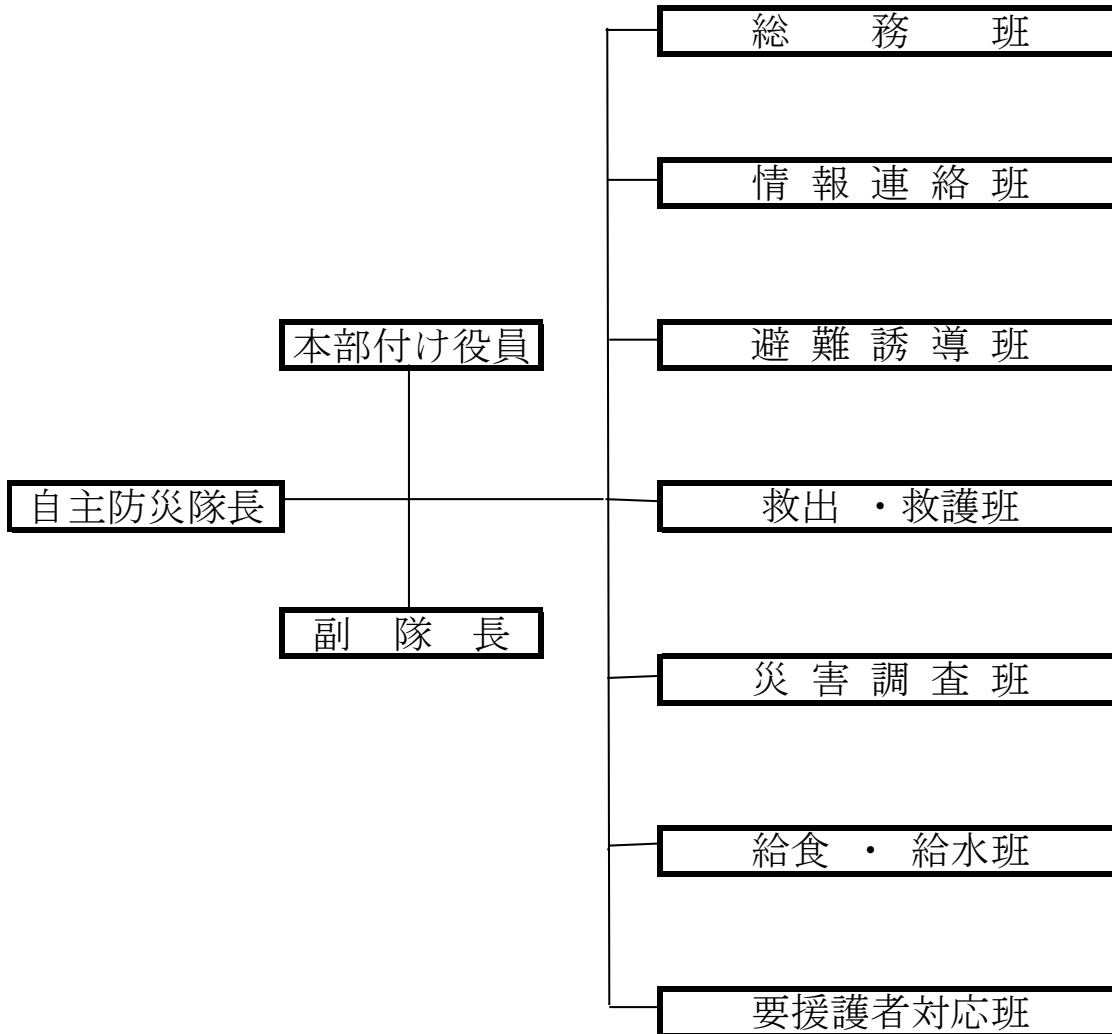 総務班
情報連絡班
本部付け役員
避難誘導班
自主防災隊長
救出・救護班
副隊長
災害調査班
給食・給水班
要援護者対応班